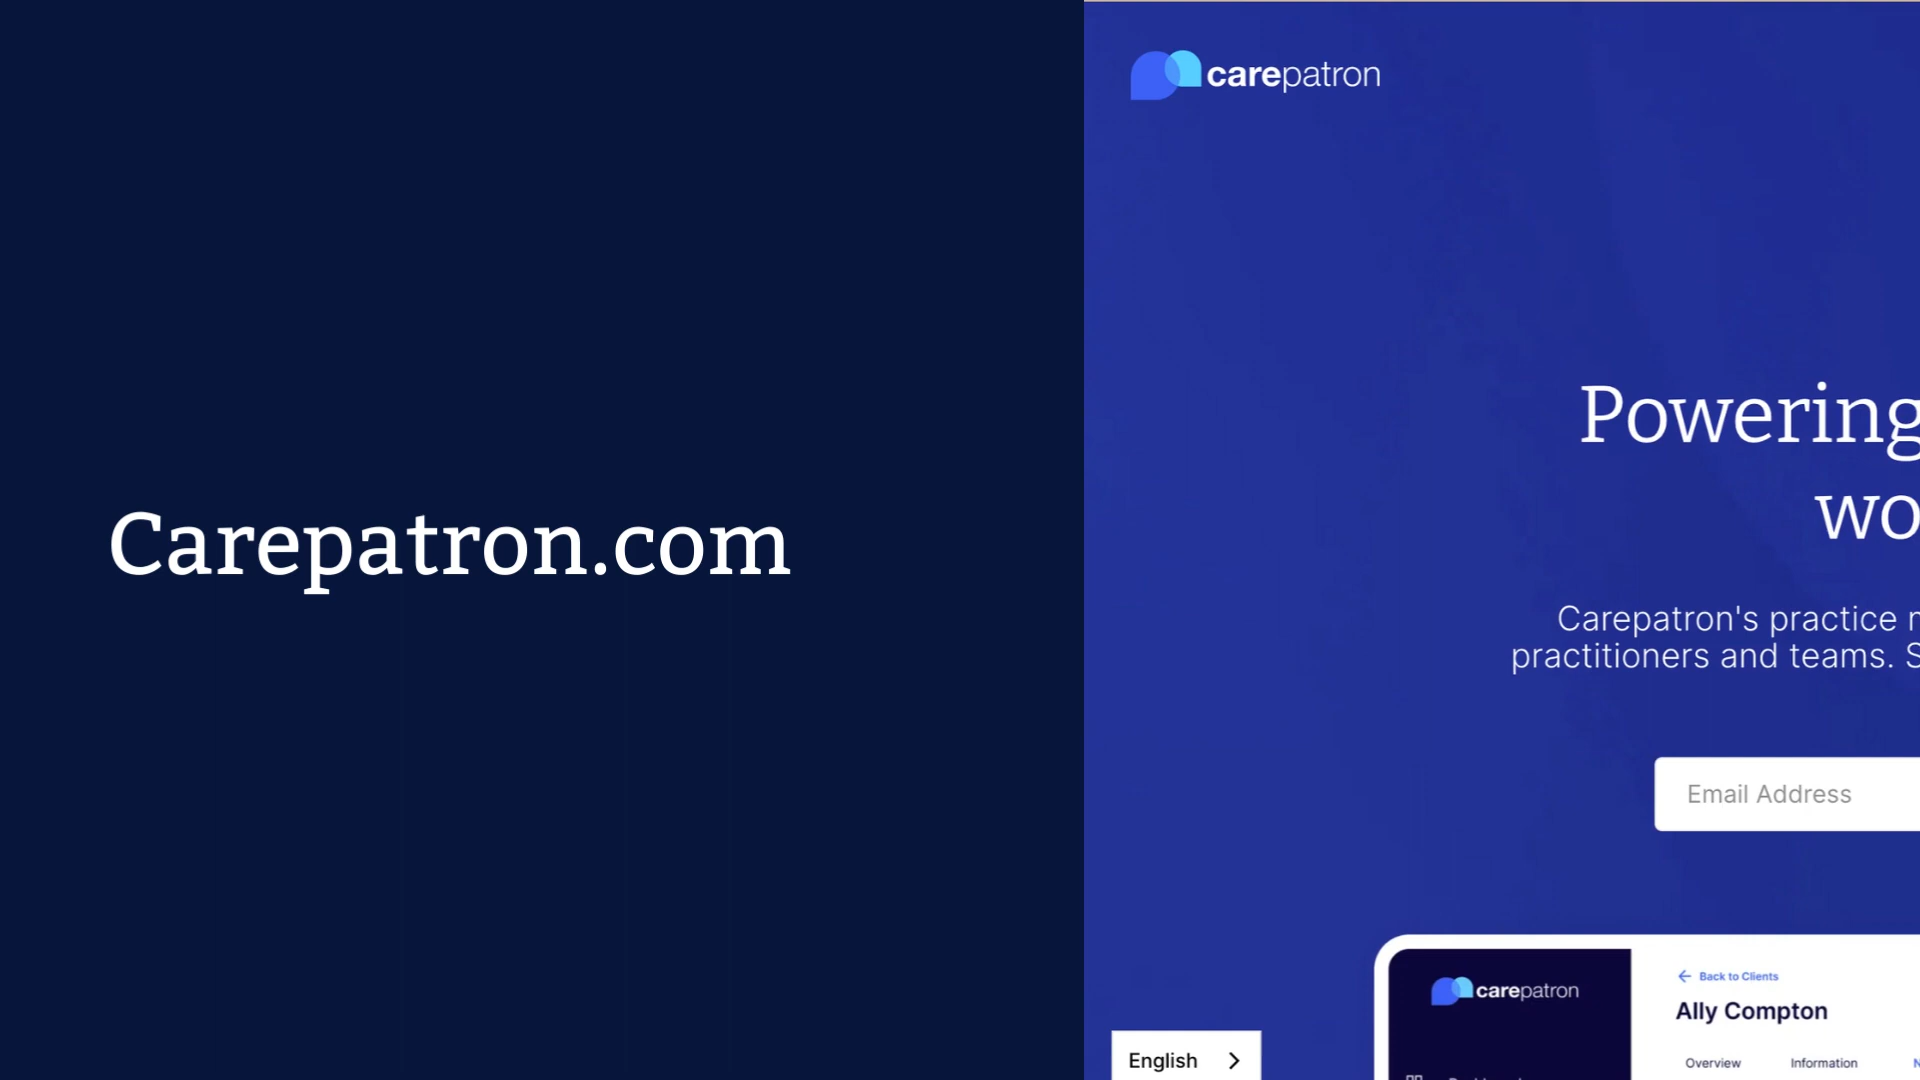 Carepatron.com
carepatron
Powering
wo
Carepatron's practice
practitioners and teams. S
Email Address
carepatron
Back to Clients
Ally Compton
Overview Information
English